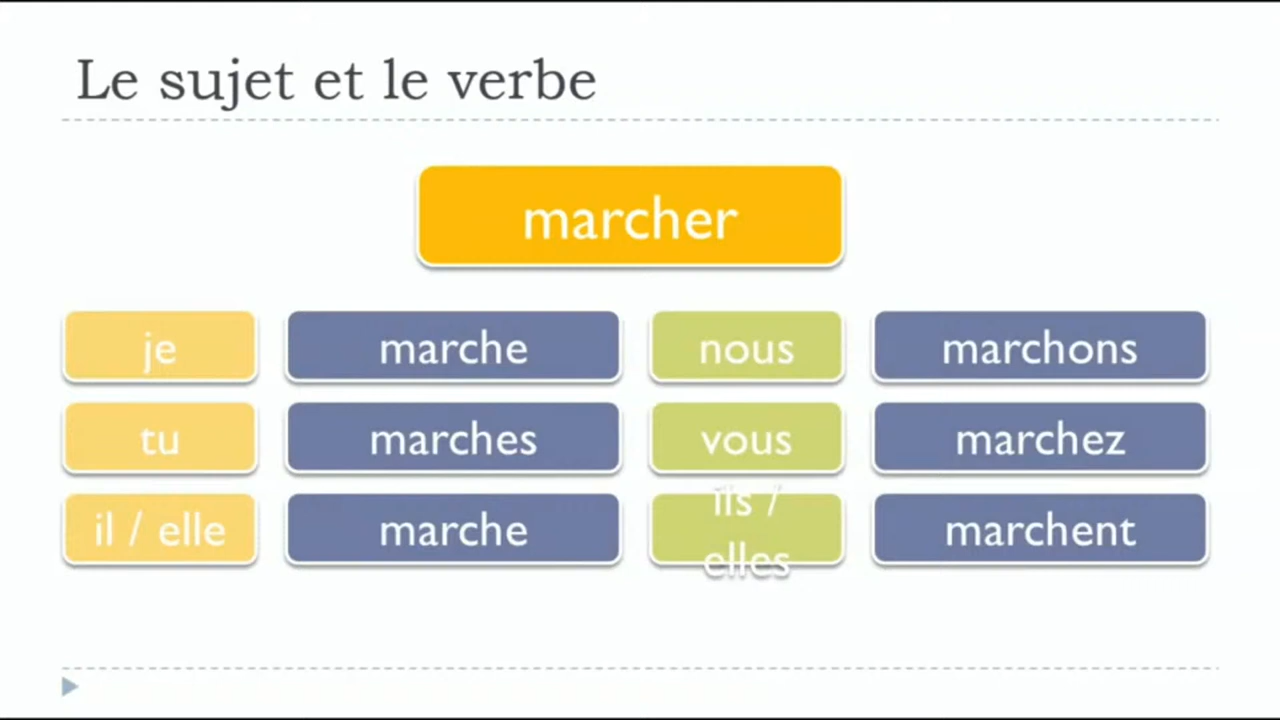 Le sujet et le verbe
marcher
je marche nous marchons
tu marches vous marchez
il / elle marche ils /
elles marchent